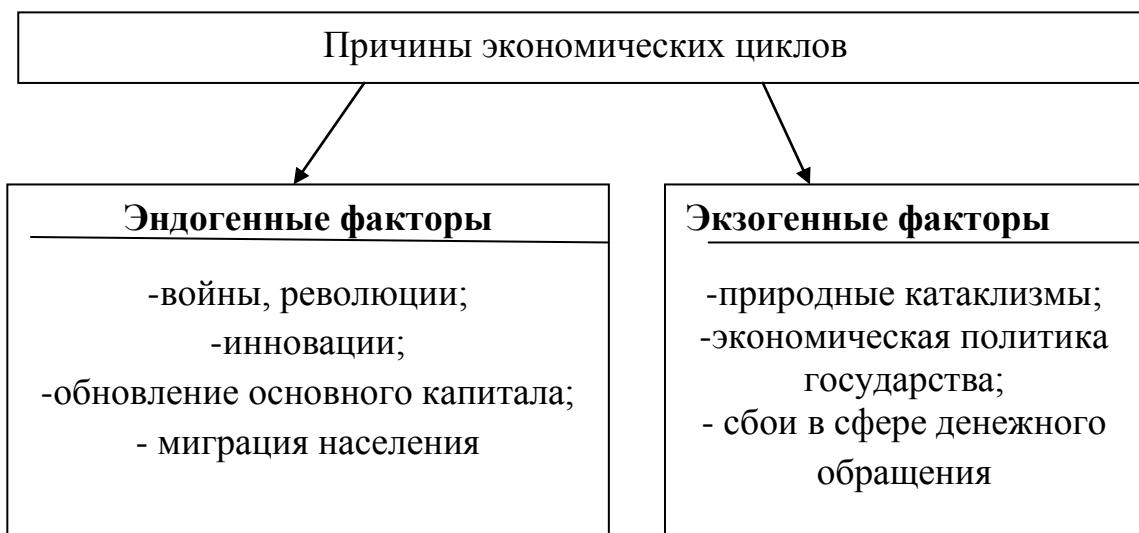 Причины экономических циклов
Эндогенные факторы
-войны, революции;
-инновации;
-обновление основного капитала;
- миграция населения
Экзогенные факторы
-природные катаклизмы;
-экономическая политика
государства;
- сбои в сфере денежного
обращения